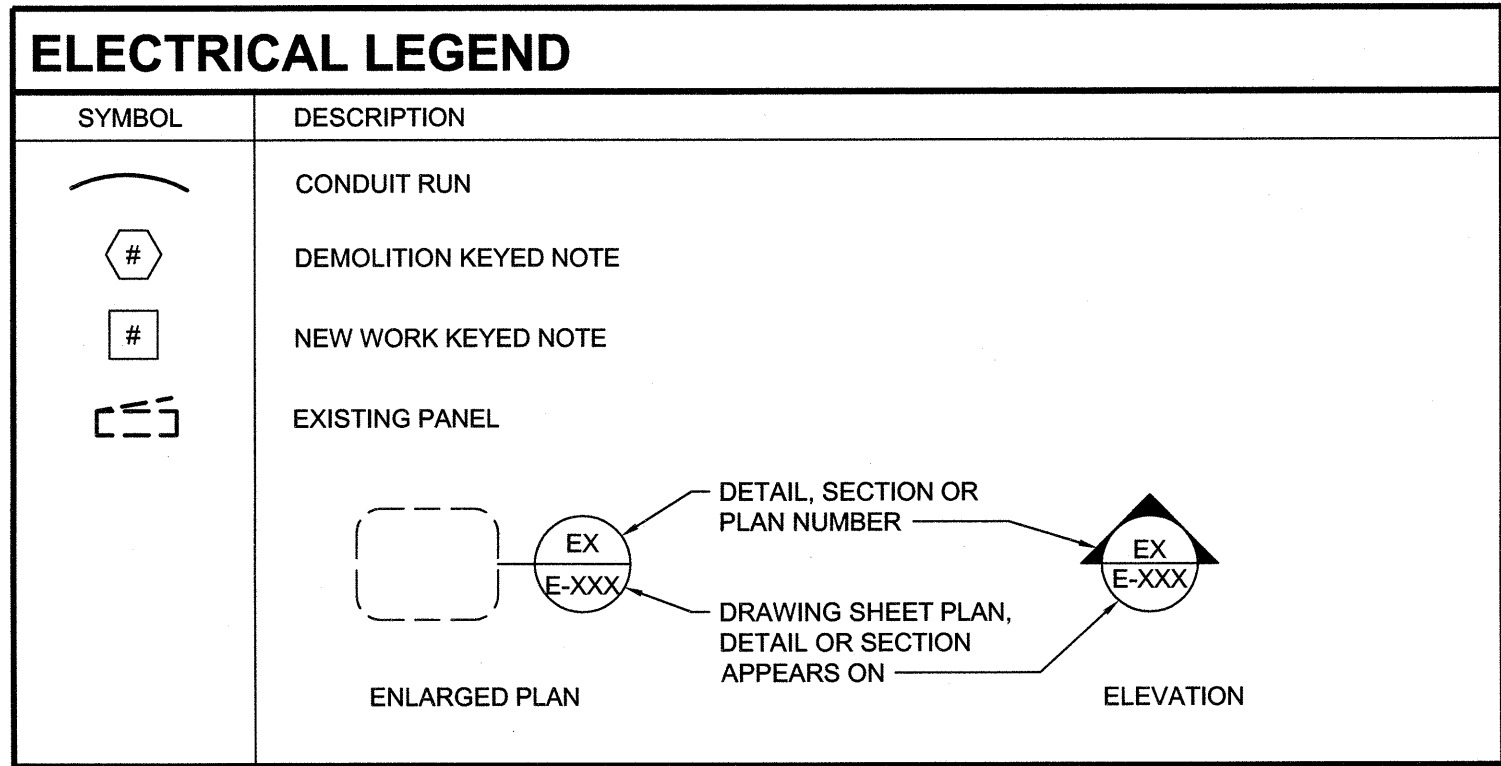 ELECTRICAL LEGEND
SYMBOL
DESCRIPTION
CONDUIT RUN
#
DEMOLITION KEYED NOTE
#
NEW WORK KEYED NOTE
EXISTING PANEL
DETAIL, SECTION OR
PLAN NUMBER
EX
E-XXX
EX
E-XXX
DRAWING SHEET PLAN,
DETAIL OR SECTION
APPEARS ON
ENLARGED PLAN
ELEVATION